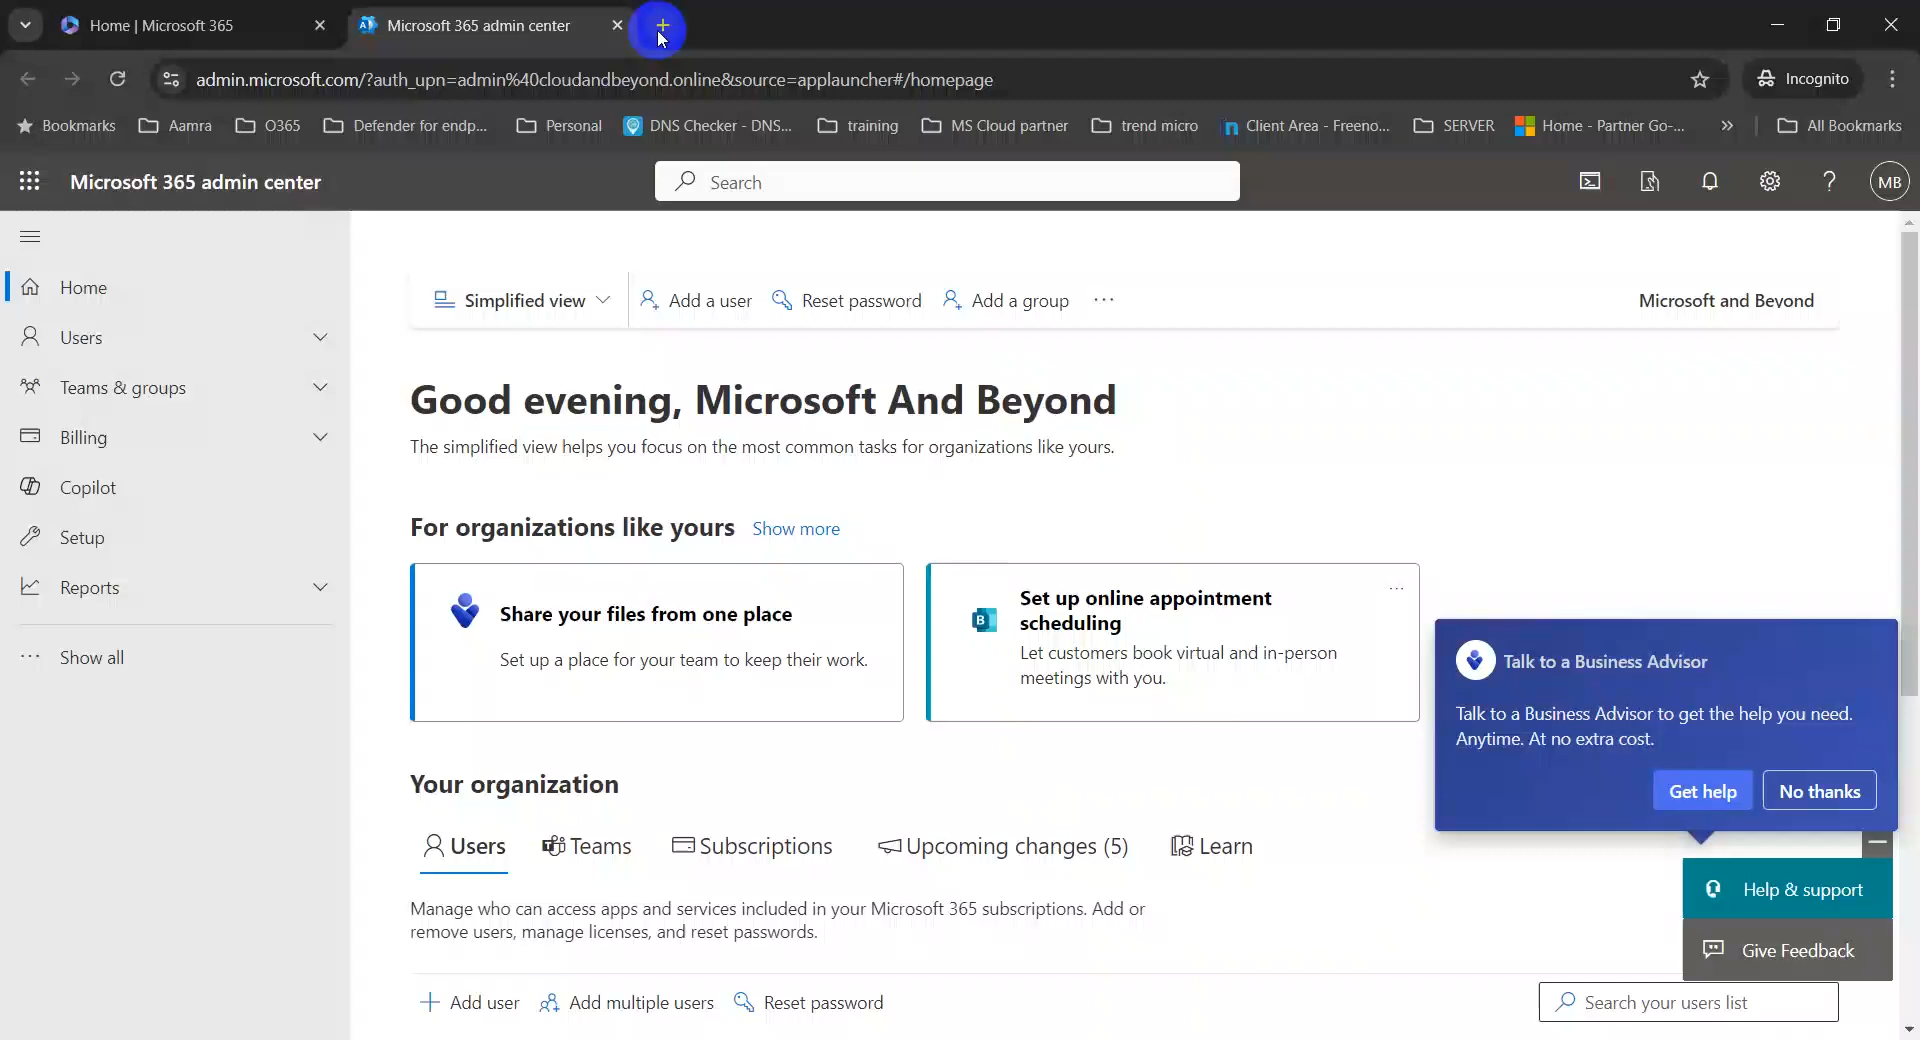 Home | Microsoft 365
Microsoft 365 admin center
admin.microsoft.com/?auth_upn=admin%40cloudandbeyond.online&source=applauncher#/homepage
Incognito
Bookmarks
Aamra
O365
Defender for endp...
Personal
DNS Checker - DNS...
training
MS Cloud partner
trend micro
Client Area - Freeno...
SERVER
Home - Partner Go-...
All Bookmarks
Microsoft 365 admin center
Search
MB
Home
Users
Teams & groups
Billing
Copilot
Setup
Reports
Show all
Simplified view
Add a user
Reset password
Add a group
Microsoft and Beyond
Good evening, Microsoft And Beyond
The simplified view helps you focus on the most common tasks for organizations like yours.
For organizations like yours
Show more
Share your files from one place
Set up a place for your team to keep their work.
Set up online appointment
scheduling
Let customers book virtual and in-person
meetings with you.
Talk to a Business Advisor
Talk to a Business Advisor to get the help you need.
Anytime. At no extra cost.
Get help
No thanks
Your organization
Users
Teams
Subscriptions
Upcoming changes (5)
Learn
Manage who can access apps and services included in your Microsoft 365 subscriptions. Add or
remove users, manage licenses, and reset passwords.
Help & support
Give Feedback
Add user
Add multiple users
Reset password
Search your users list